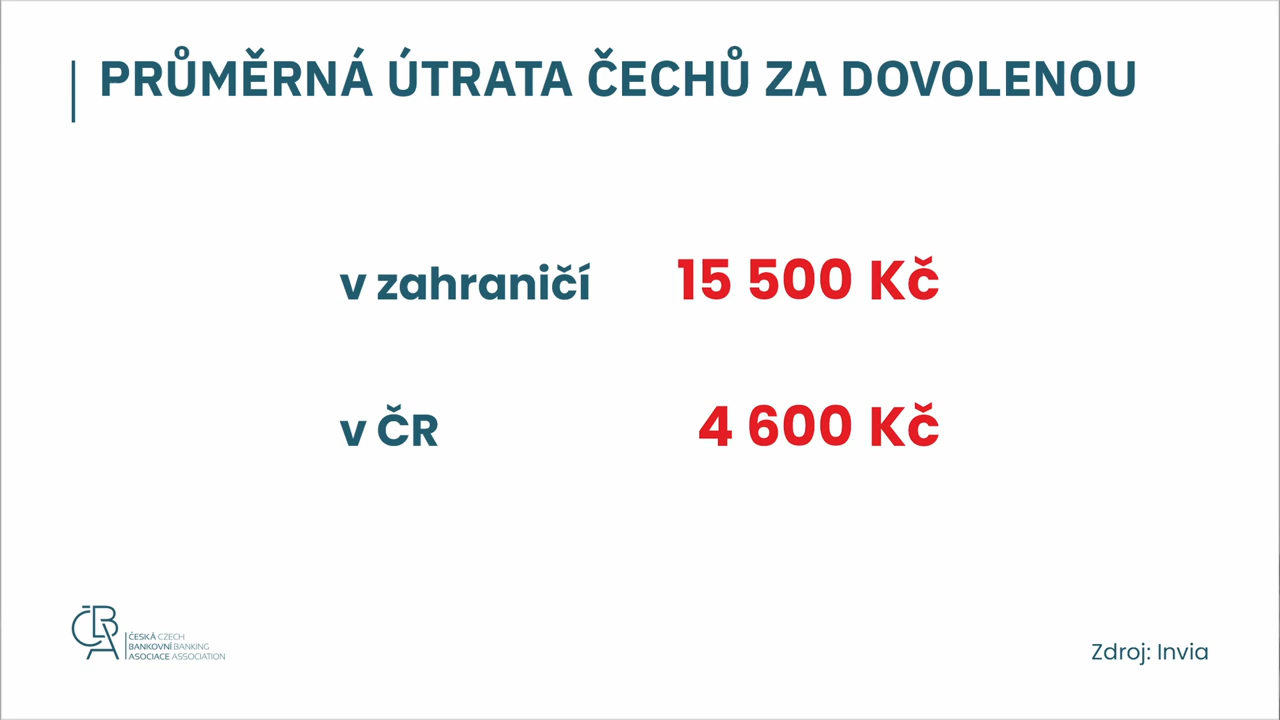 PRŮMĚRNÁ ÚTRATA ČECHŮ ZA DOVOLENOU
v zahraničí 15 500 Kč
v ČR 4 600 Kč
ČBA
ČESKÁ CZECH
BANKOVNÍ BANKING
ASOCIACE ASSOCIATION
Zdroj: Invia